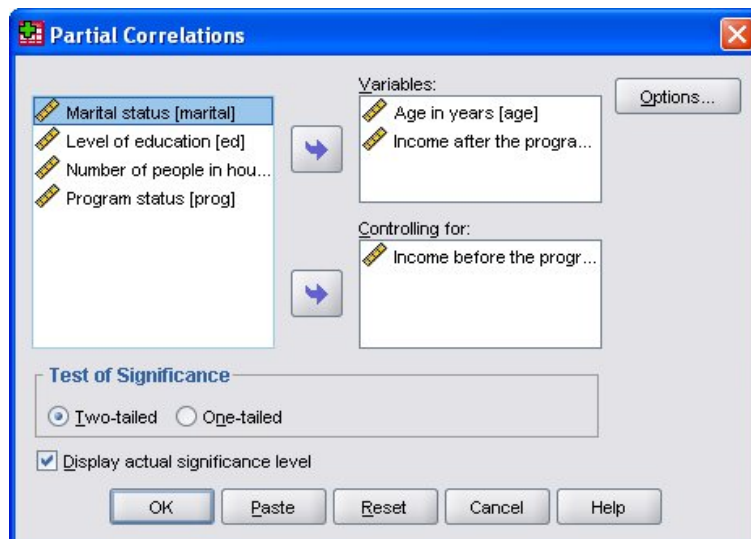 Partial Correlations
Marital status [marital]
Level of education [ed]
Number of people in hou...
Program status [prog]
Variables:
Age in years [age]
Income after the progra...
Options...
Controlling for:
Income before the progr...
Test of Significance
Two-tailed
One-tailed
Display actual significance level
OK
Paste
Reset
Cancel
Help